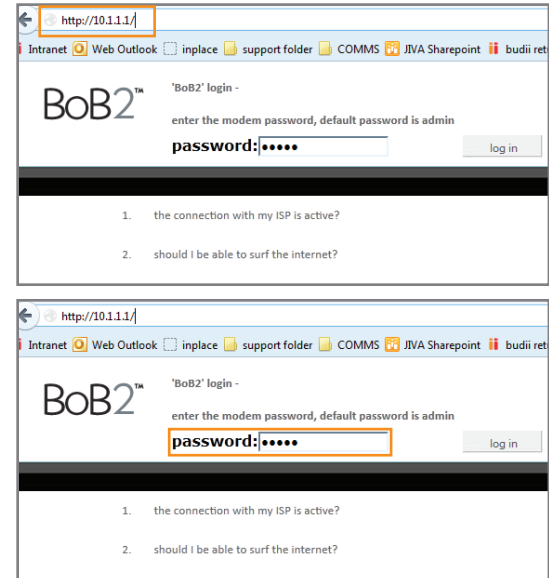 http://10.1.1.1/
Intranet Web Outlook inplace support folder COMMS JIVA Sharepoint budii ret
BoB2™
'BoB2' login -
enter the modem password, default password is admin
password: •••••
log in
1. the connection with my ISP is active?
2. should I be able to surf the internet?
http://10.1.1.1/
Intranet Web Outlook inplace support folder COMMS JIVA Sharepoint budii ret
BoB2™
'BoB2' login -
enter the modem password, default password is admin
password: •••••
log in
1. the connection with my ISP is active?
2. should I be able to surf the internet?